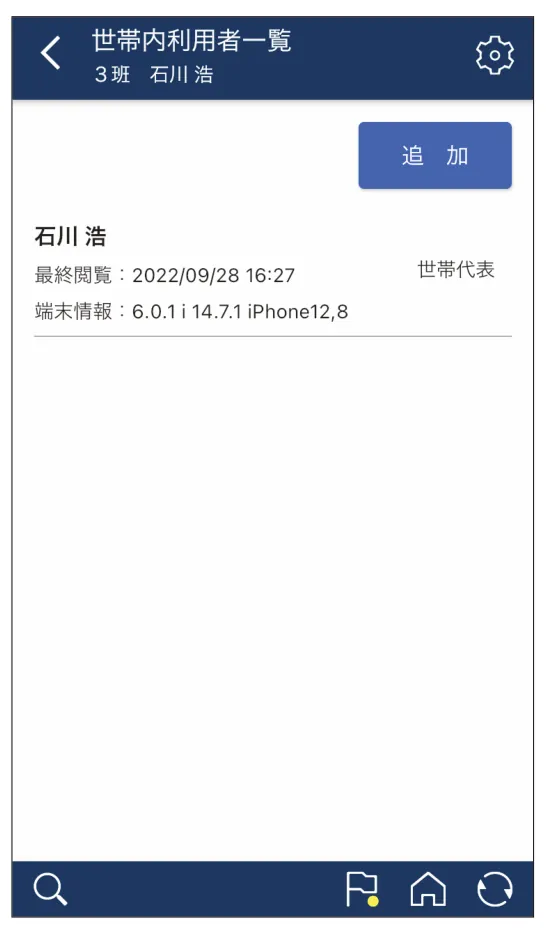 世帯内利用者一覧
３班　石川 浩
追　加
石川 浩
最終閲覧：2022/09/28 16:27
世帯代表
端末情報：6.0.1 i 14.7.1 iPhone12,8